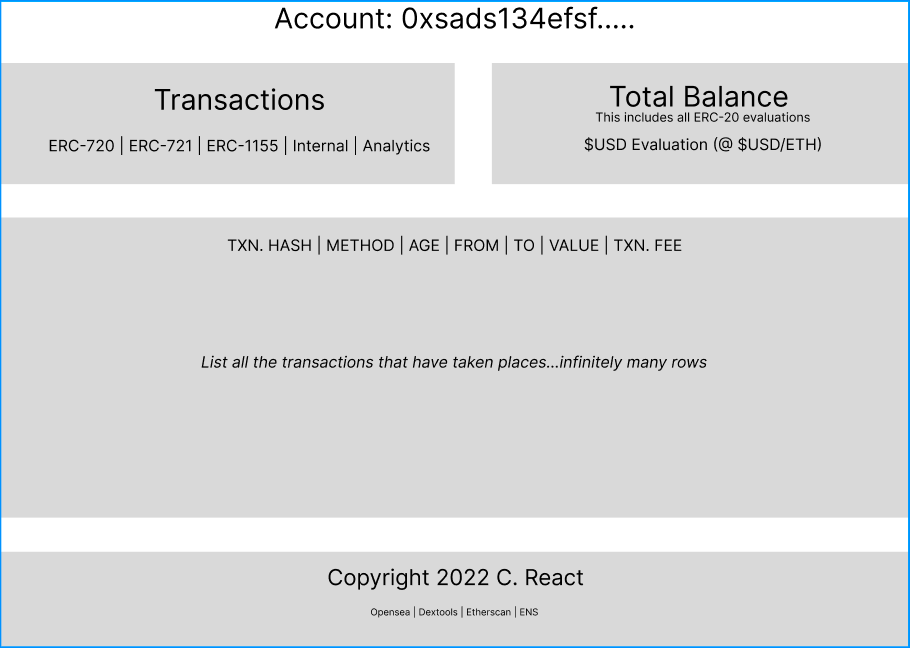 Account: 0xsads134efsf.....
Transactions
ERC-720 | ERC-721 | ERC-1155 | Internal | Analytics
Total Balance
This includes all ERC-20 evaluations
$USD Evaluation (@ $USD/ETH)
TXN. HASH | METHOD | AGE | FROM | TO | VALUE | TXN. FEE
List all the transactions that have taken places...infinitely many rows
Copyright 2022 C. React
Opensea | Dextools | Etherscan | ENS